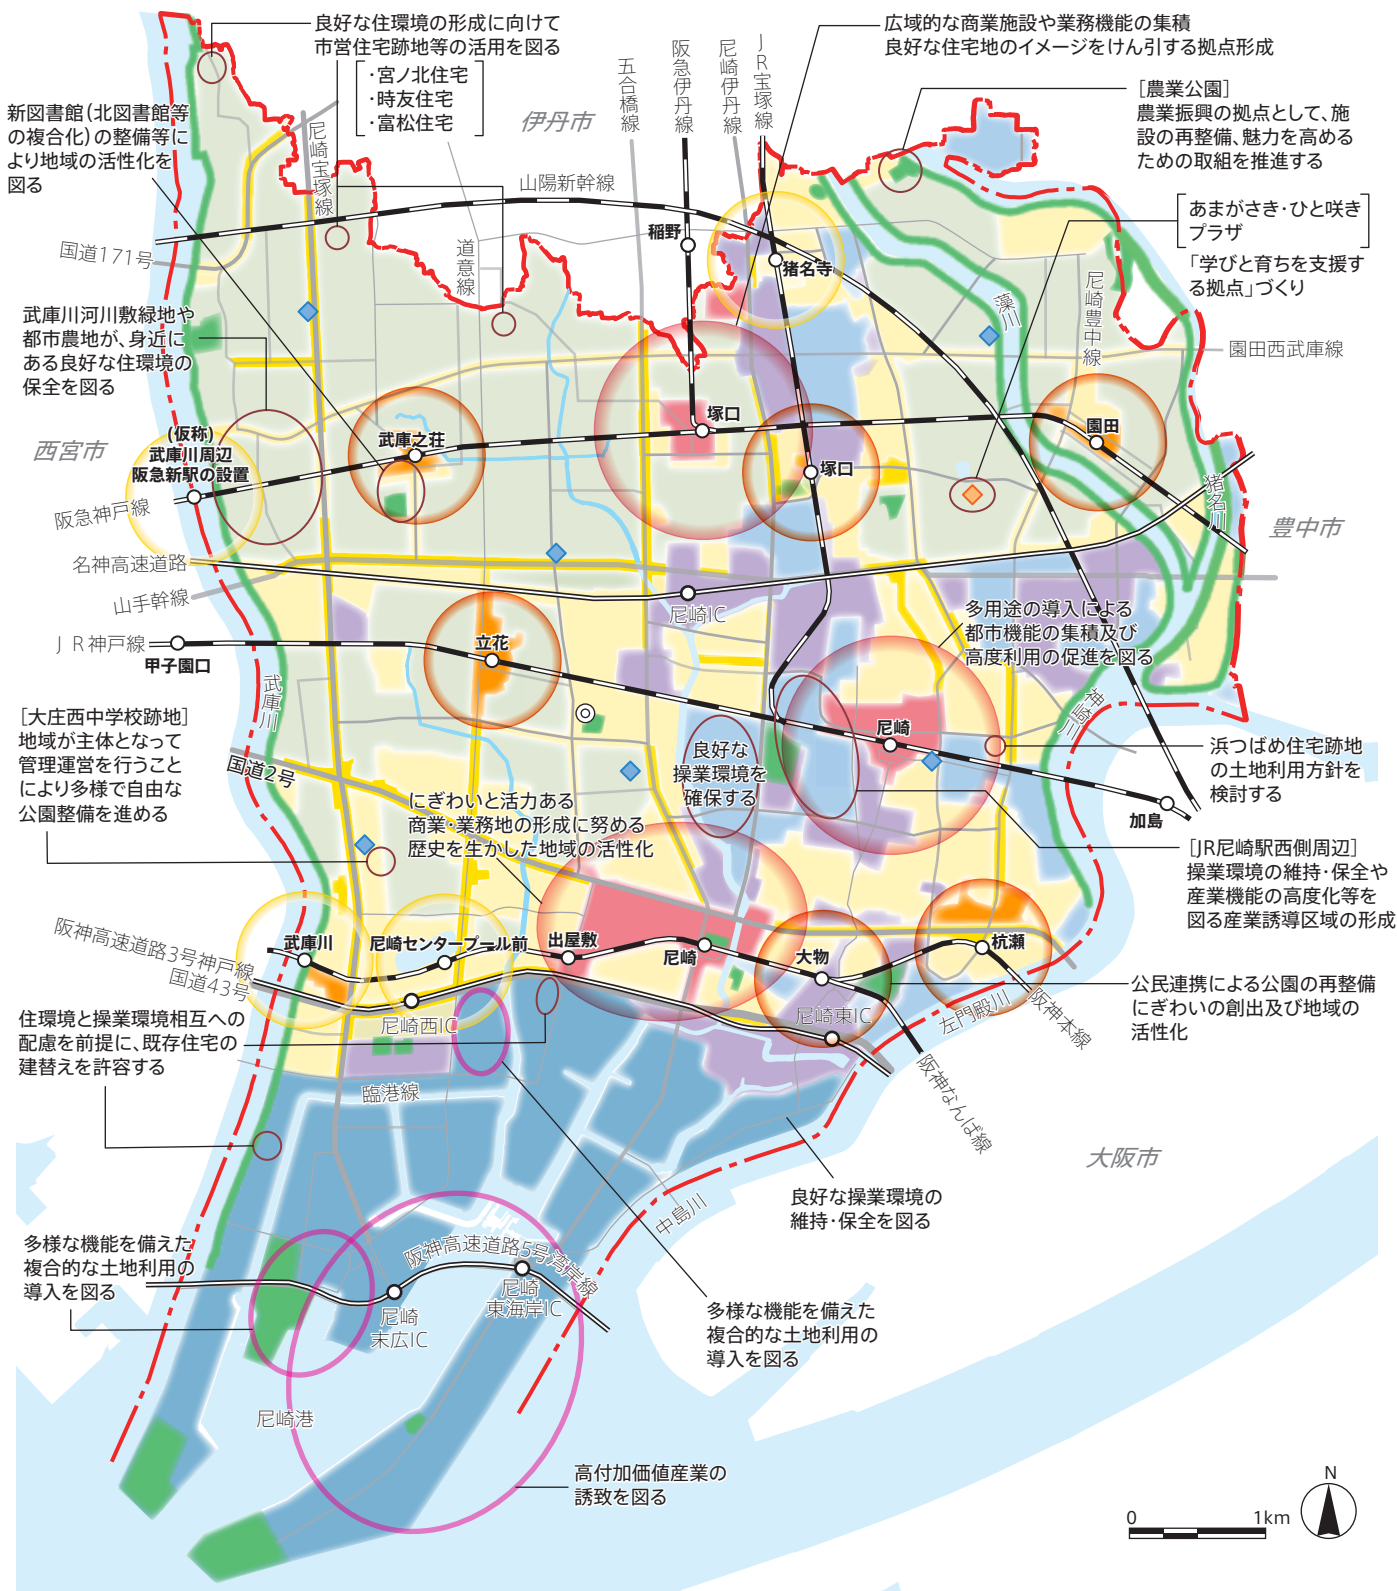 良好な住環境の形成に向けて
市営住宅跡地等の活用を図る
・宮ノ北住宅
・時友住宅
・富松住宅
広域的な商業施設や業務機能の集積
良好な住宅地のイメージをけん引する拠点形成
[農業公園]
農業振興の拠点として、施
設の再整備、魅力を高める
ための取組を推進する
新図書館(北図書館等
の複合化)の整備等に
より地域の活性化を
図る
あまがさき・ひと咲き
プラザ
「学びと育ちを支援す
る拠点」づくり
武庫川河川敷緑地や
都市農地が、身近に
ある良好な住環境の
保全を図る
伊丹市
五合橋線
阪急伊丹線
尼崎伊丹線
JR宝塚線
尼崎宝塚線
山陽新幹線
国道171号
道意線
稲野
猪名寺
藻川
尼崎豊中線
園田西武庫線
西宮市
(仮称)
武庫川周辺
阪急新駅の設置
武庫之荘
塚口
塚口
園田
猪名川
豊中市
阪急神戸線
名神高速道路
山手幹線
尼崎IC
JR神戸線
甲子園口
立花
多用途の導入による
都市機能の集積及び
高度利用の促進を図る
武庫川
神崎川
[大庄西中学校跡地]
地域が主体となって
管理運営を行うこと
により多様で自由な
公園整備を進める
国道2号
良好な
操業環境を
確保する
尼崎
浜つばめ住宅跡地
の土地利用方針を
検討する
加島
にぎわいと活力ある
商業・業務地の形成に努める
歴史を生かした地域の活性化
[JR尼崎駅西側周辺]
操業環境の維持・保全や
産業機能の高度化等を
図る産業誘導区域の形成
阪神高速道路3号神戸線
国道43号
武庫川
尼崎センタープール前
出屋敷
尼崎
大物
杭瀬
尼崎西IC
尼崎東IC
左門殿川
阪神本線
阪神なんば線
公民連携による公園の再整備
にぎわいの創出及び地域の
活性化
住環境と操業環境相互への
配慮を前提に、既存住宅の
建替えを許容する
臨港線
大阪市
良好な操業環境の
維持・保全を図る
中島川
多様な機能を備えた
複合的な土地利用の
導入を図る
阪神高速道路5号湾岸線
尼崎
末広IC
尼崎
東海岸IC
多様な機能を備えた
複合的な土地利用の
導入を図る
尼崎港
高付加価値産業の
誘致を図る
N
0 1km